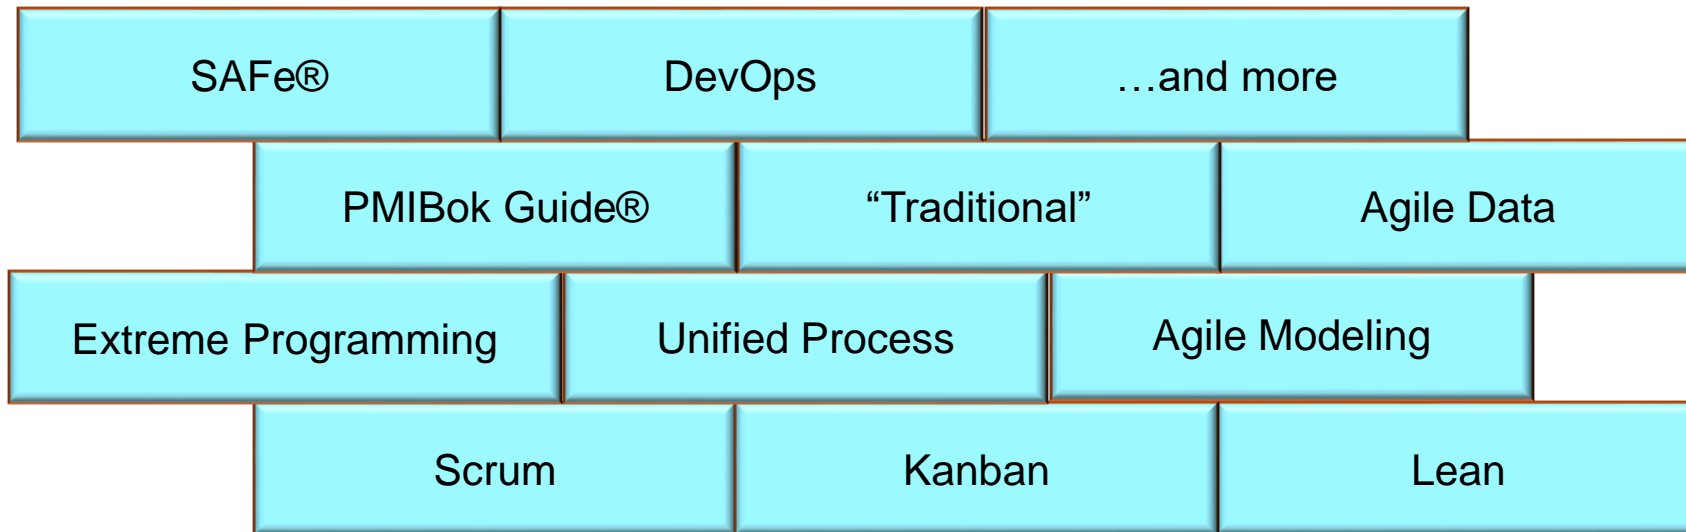 SAFe®
DevOps
…and more
PMIBok Guide®
“Traditional”
Agile Data
Extreme Programming
Unified Process
Agile Modeling
Scrum
Kanban
Lean